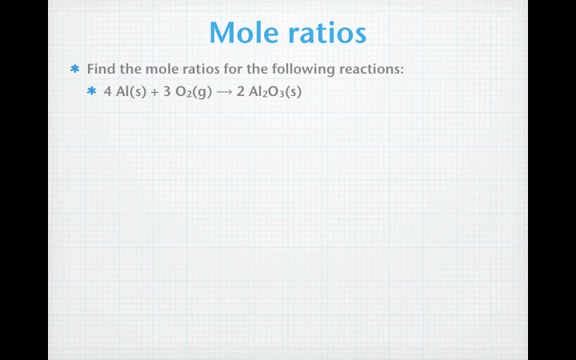 Mole ratios
✱ Find the mole ratios for the following reactions:
✱ 4 Al(s) + 3 O₂(g) → 2 Al₂O₃(s)